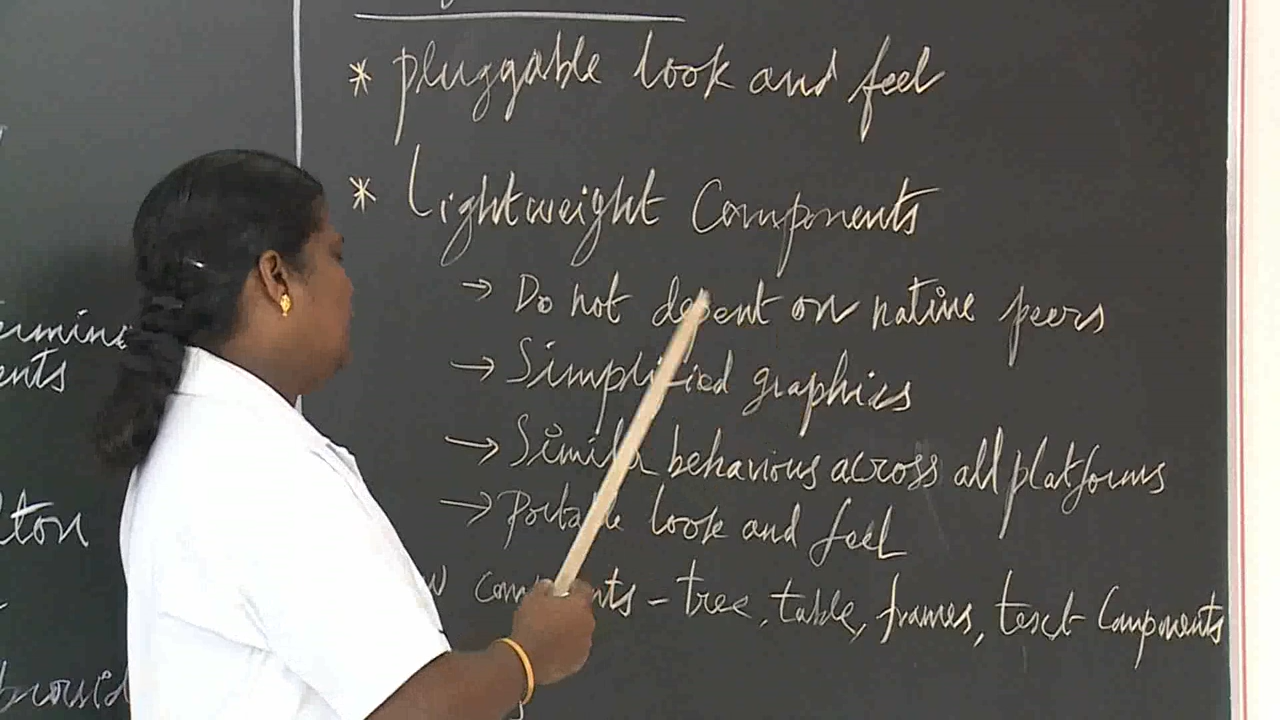 * pluggable look and feel
* Lightweight Components
→ Do not depent on native peers
→ Simplified graphics
→ Similar behavious across all platforms
→ Portable look and feel
components - tree, table, frames, text Components